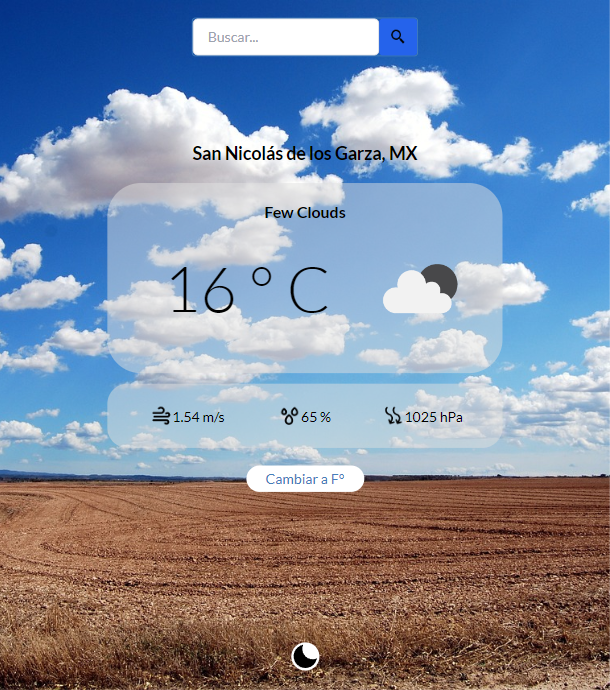 Buscar...
San Nicolás de los Garza, MX
Few Clouds
16 ° C
1.54 m/s
65 %
1025 hPa
Cambiar a F°